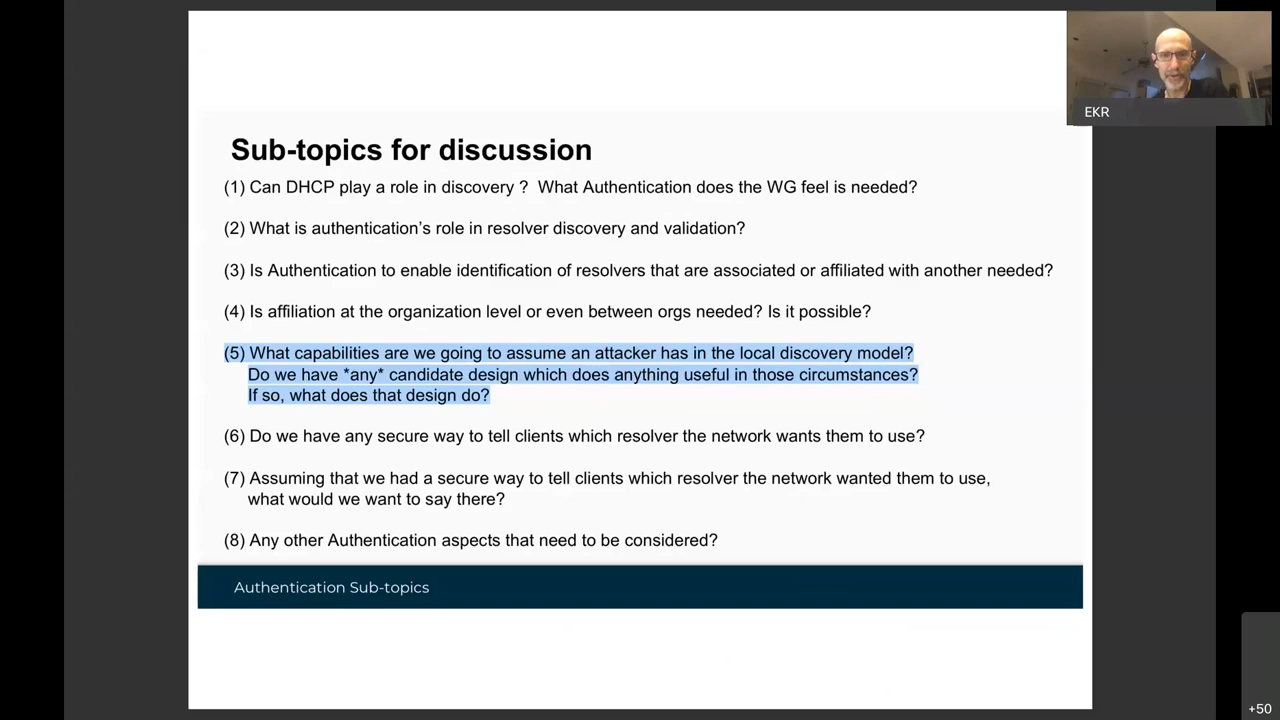 EKR
Sub-topics for discussion
(1) Can DHCP play a role in discovery ? What Authentication does the WG feel is needed?
(2) What is authentication’s role in resolver discovery and validation?
(3) Is Authentication to enable identification of resolvers that are associated or affiliated with another needed?
(4) Is affiliation at the organization level or even between orgs needed? Is it possible?
(5) What capabilities are we going to assume an attacker has in the local discovery model?
Do we have *any* candidate design which does anything useful in those circumstances?
If so, what does that design do?
(6) Do we have any secure way to tell clients which resolver the network wants them to use?
(7) Assuming that we had a secure way to tell clients which resolver the network wanted them to use,
what would we want to say there?
(8) Any other Authentication aspects that need to be considered?
Authentication Sub-topics
+50